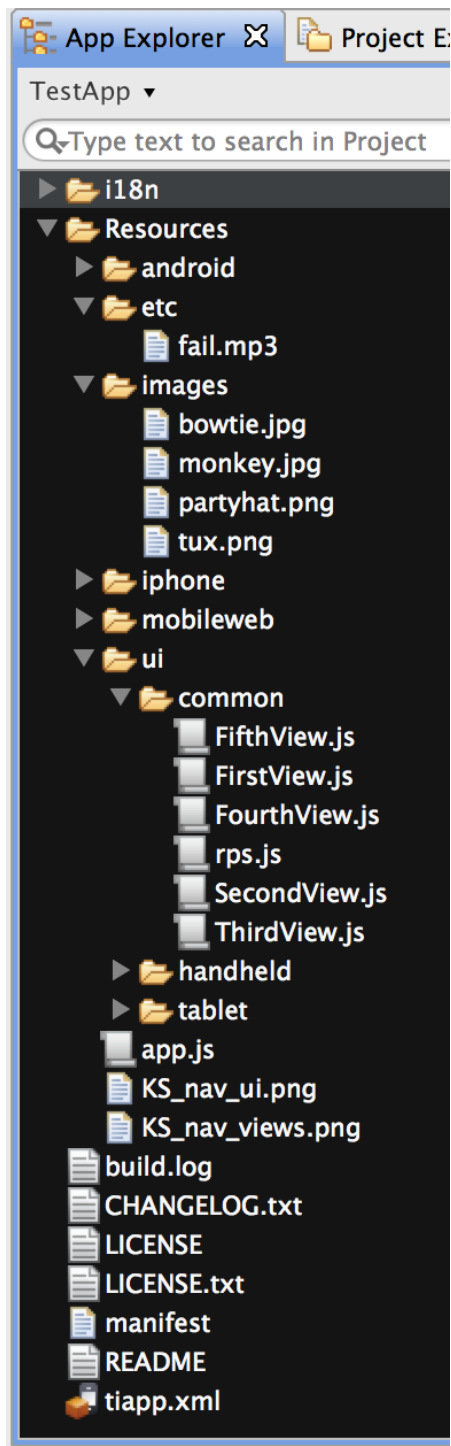 App Explorer Project Ex
TestApp
Type text to search in Project
i18n
Resources
android
etc
fail.mp3
images
bowtie.jpg
monkey.jpg
partyhat.png
tux.png
iphone
mobileweb
ui
common
FifthView.js
FirstView.js
FourthView.js
rps.js
SecondView.js
ThirdView.js
handheld
tablet
app.js
KS_nav_ui.png
KS_nav_views.png
build.log
CHANGELOG.txt
LICENSE
LICENSE.txt
manifest
README
tiapp.xml